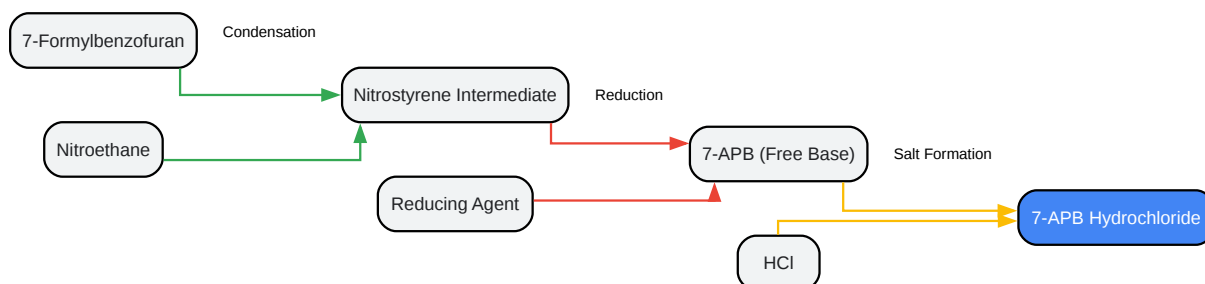 7-Formylbenzofuran
Condensation
Nitroethane
Nitrostyrene Intermediate
Reduction
Reducing Agent
7-APB (Free Base)
Salt Formation
HCl
7-APB Hydrochloride